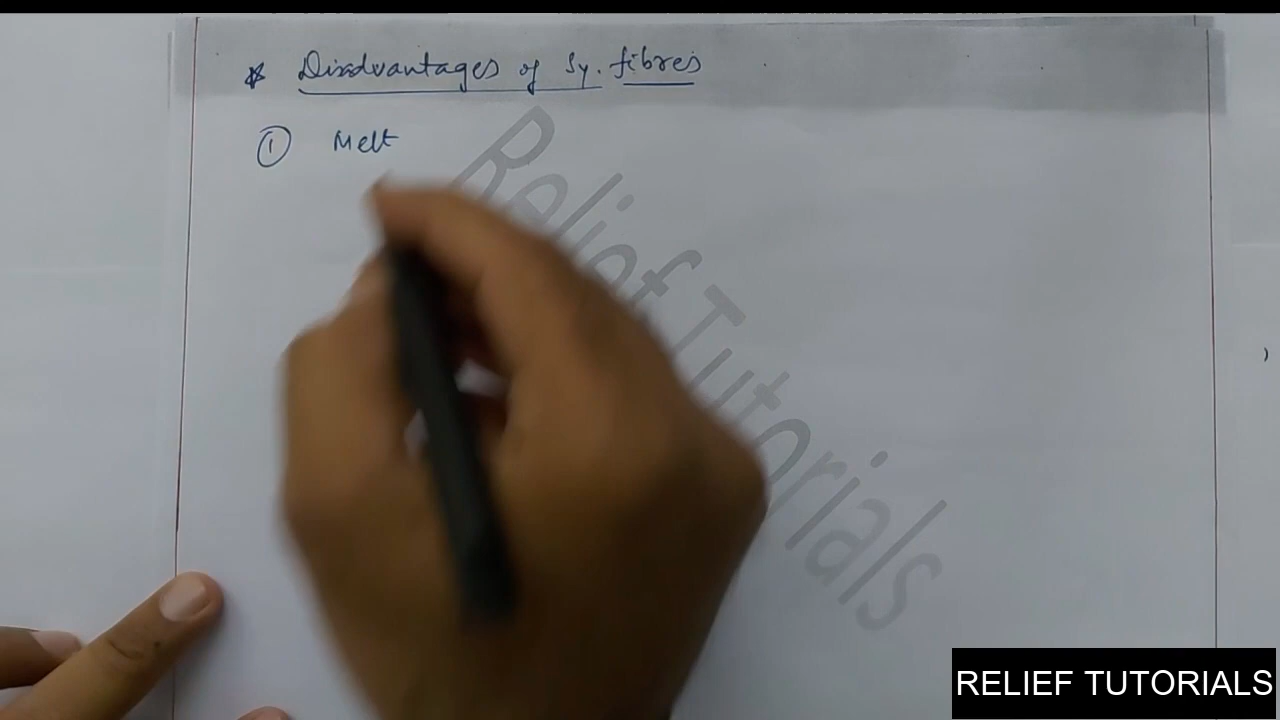 * Disadvantages of Sy. fibres
① Melt
Relief Tutorials
RELIEF TUTORIALS